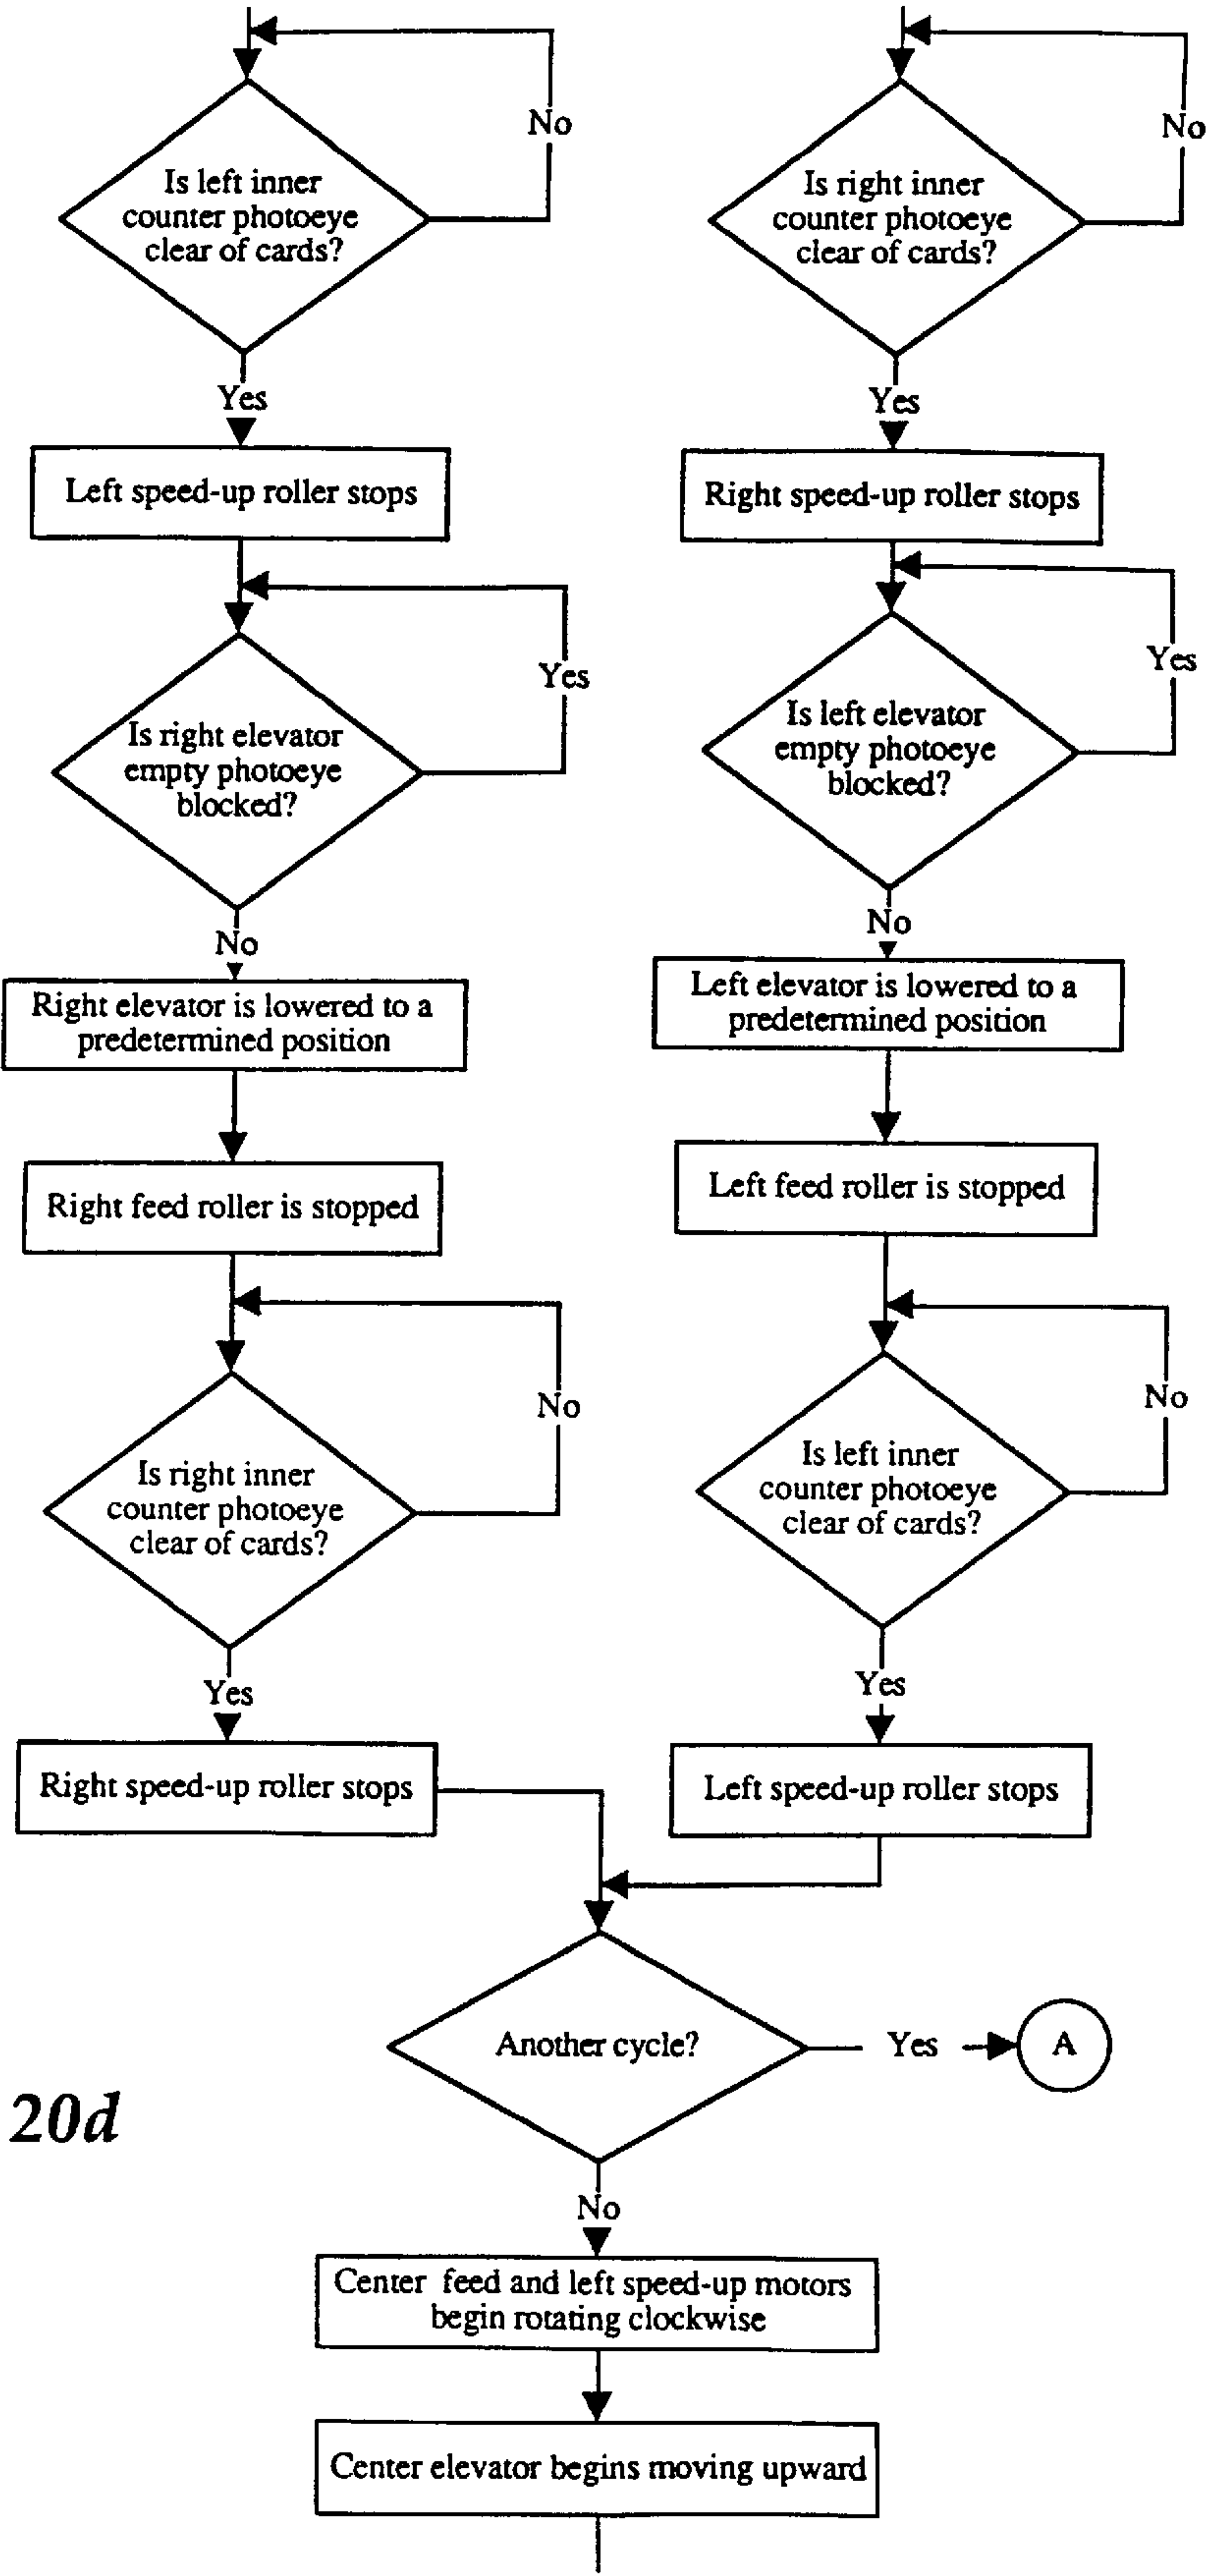 Is left inner
counter photoeye
clear of cards?
No
Yes
Left speed-up roller stops
Is right elevator
empty photoeye
blocked?
Yes
No
Right elevator is lowered to a
predetermined position
Right feed roller is stopped
Is right inner
counter photoeye
clear of cards?
No
Yes
Right speed-up roller stops
Is right inner
counter photoeye
clear of cards?
No
Yes
Right speed-up roller stops
Is left elevator
empty photoeye
blocked?
Yes
No
Left elevator is lowered to a
predetermined position
Left feed roller is stopped
Is left inner
counter photoeye
clear of cards?
No
Yes
Left speed-up roller stops
Another cycle?
Yes
A
20d
No
Center feed and left speed-up motors
begin rotating clockwise
Center elevator begins moving upward